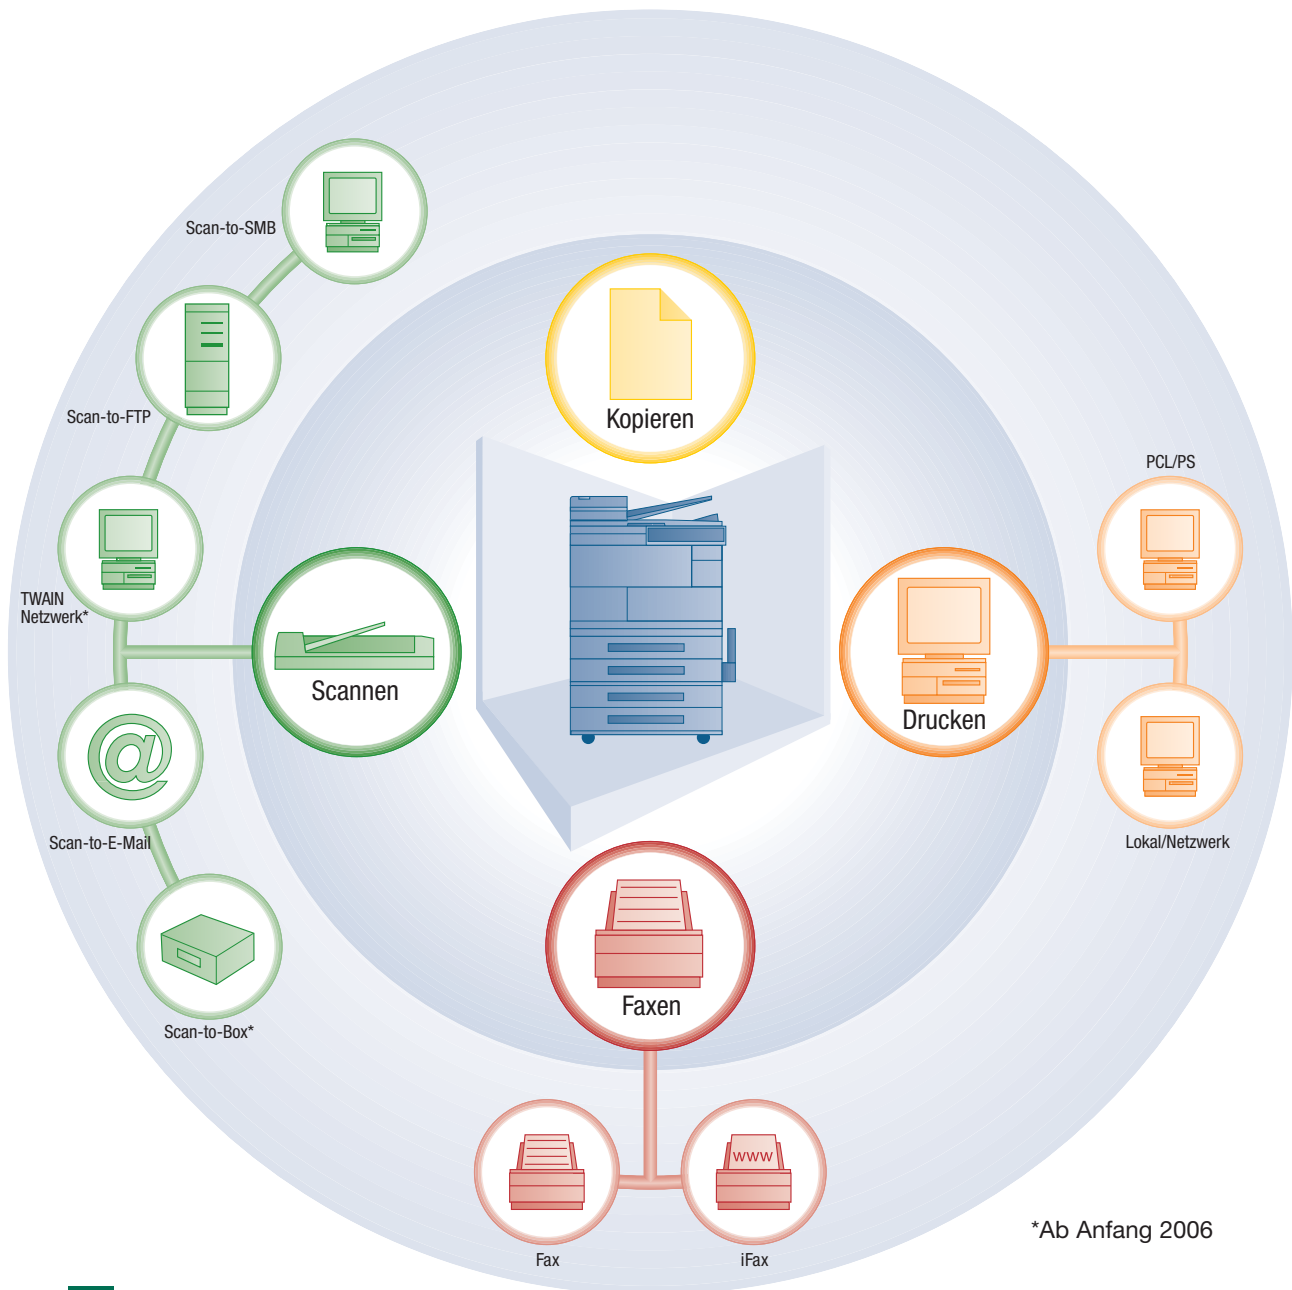 Scan-to-SMB
Kopieren
Scan-to-FTP
PCL/PS
TWAIN
Netzwerk*
Scannen
Drucken
Scan-to-E-Mail
Lokal/Netzwerk
Faxen
Scan-to-Box*
www
*Ab Anfang 2006
Fax
iFax